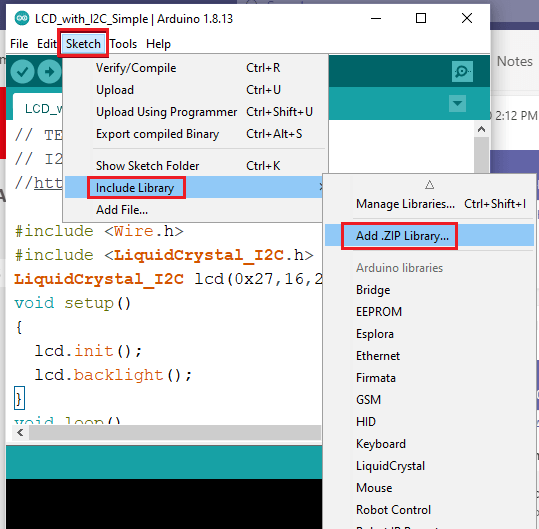 LCD_with_I2C_Simple | Arduino 1.8.13
File Edit Sketch Tools Help
Notes
Verify/Compile Ctrl+R
Upload Ctrl+U
Upload Using Programmer Ctrl+Shift+U
Export compiled Binary Ctrl+Alt+S
Show Sketch Folder Ctrl+K
Include Library
Add File...
2:12 PM
LCD_w
// TE
// I2
//htt
Manage Libraries... Ctrl+Shift+I
Add .ZIP Library...
Arduino libraries
Bridge
EEPROM
Esplora
Ethernet
Firmata
GSM
HID
Keyboard
LiquidCrystal
Mouse
Robot Control
#include <Wire.h>
#include <LiquidCrystal_I2C.h>
LiquidCrystal_I2C lcd(0x27,16,2
void setup()
{
lcd.init();
lcd.backlight();
}
void loop()